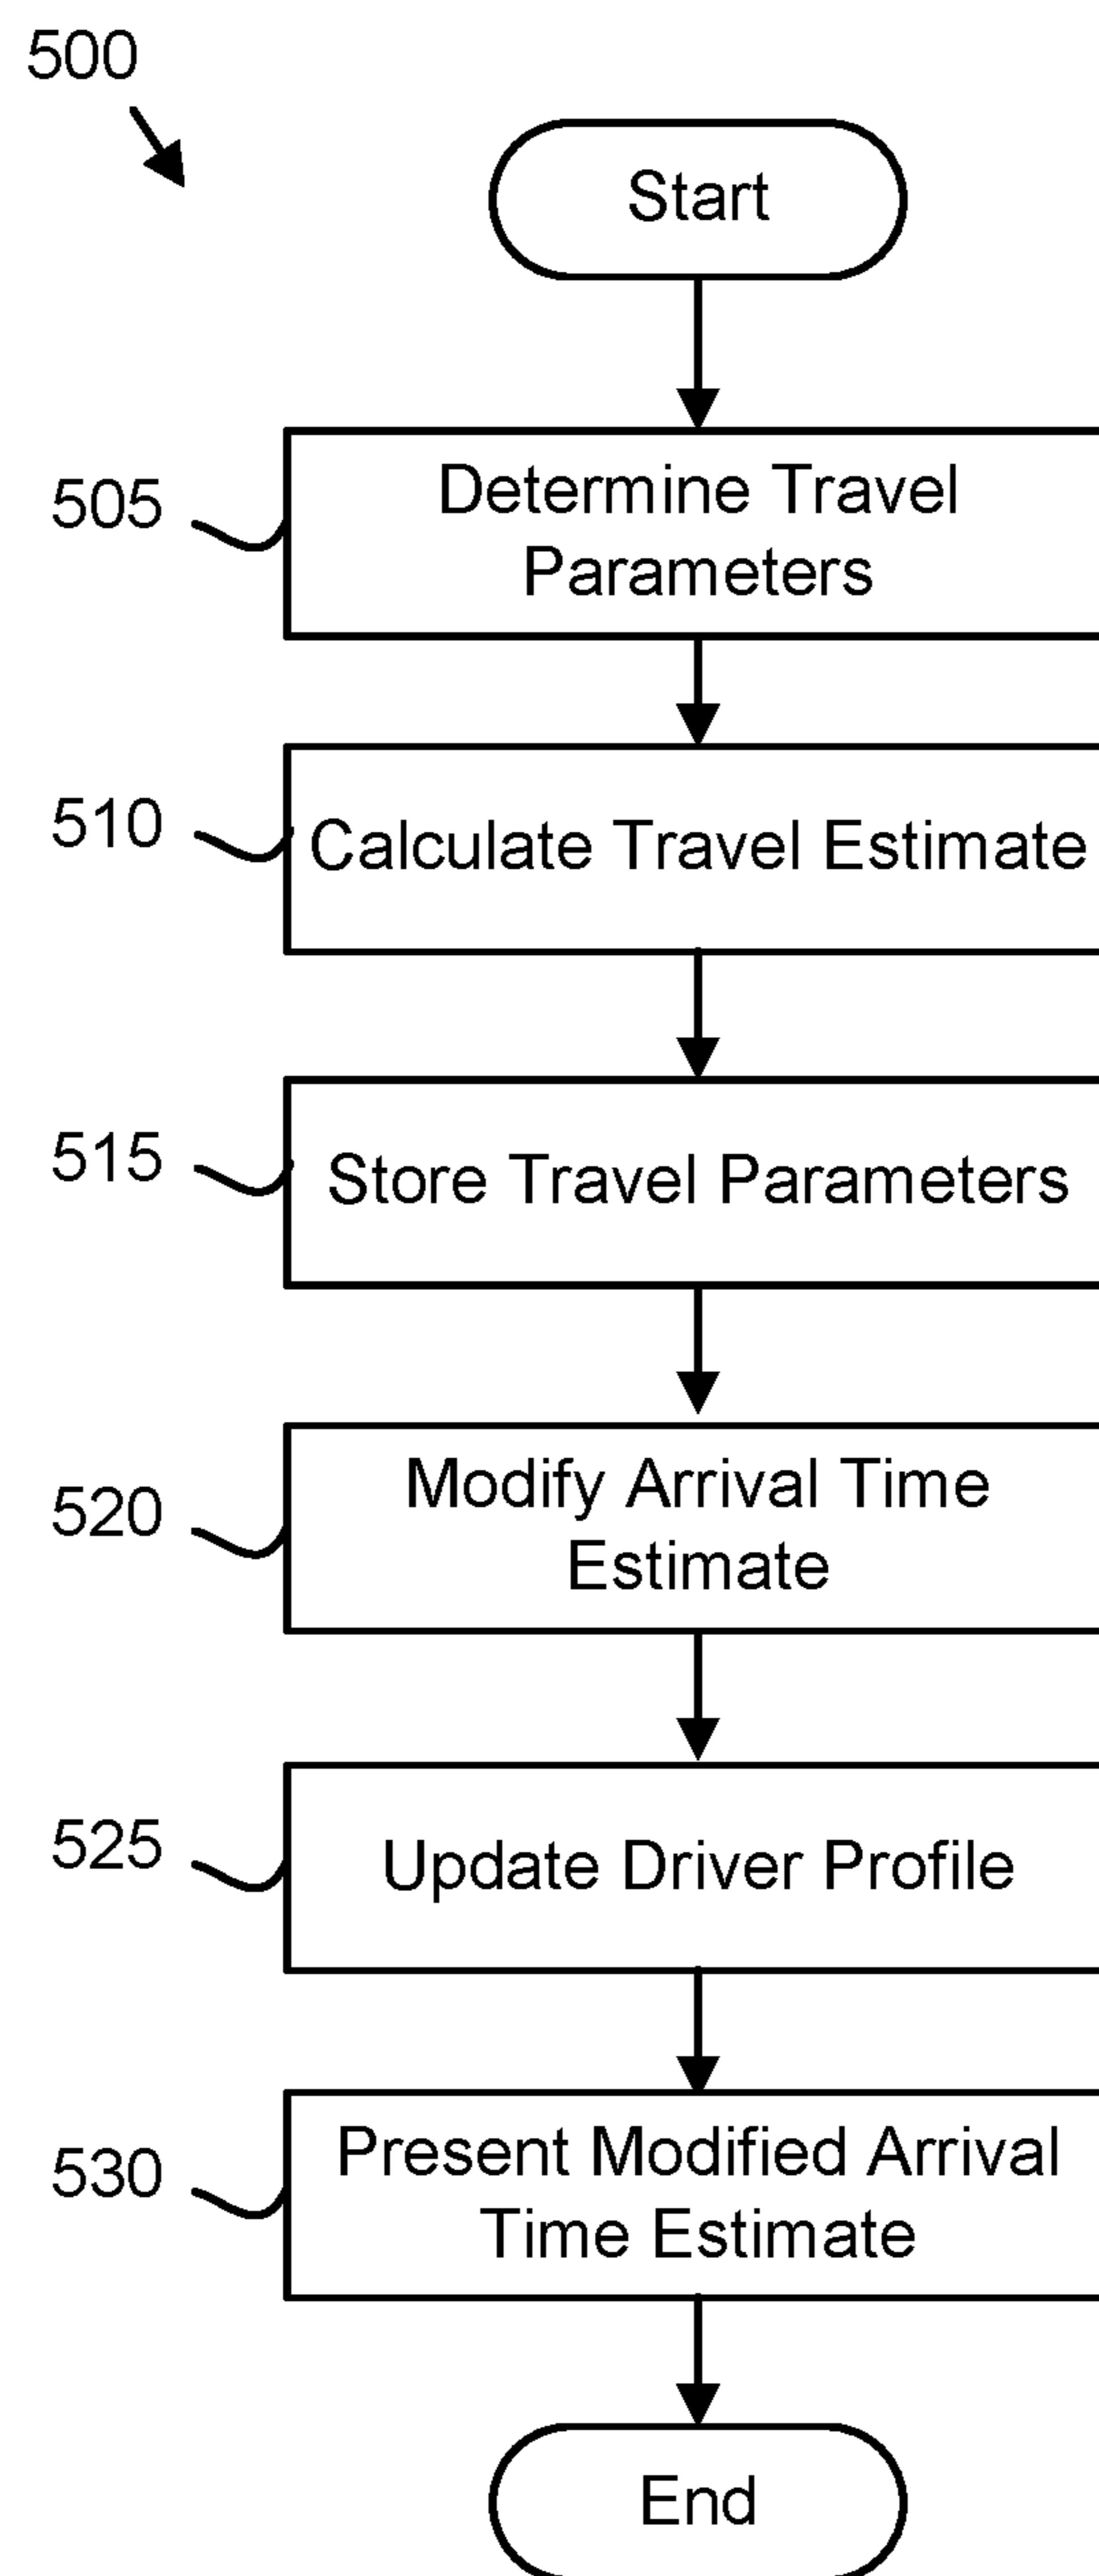 500
Start
505
Determine Travel
Parameters
510
Calculate Travel Estimate
515
Store Travel Parameters
520
Modify Arrival Time
Estimate
525
Update Driver Profile
530
Present Modified Arrival
Time Estimate
End